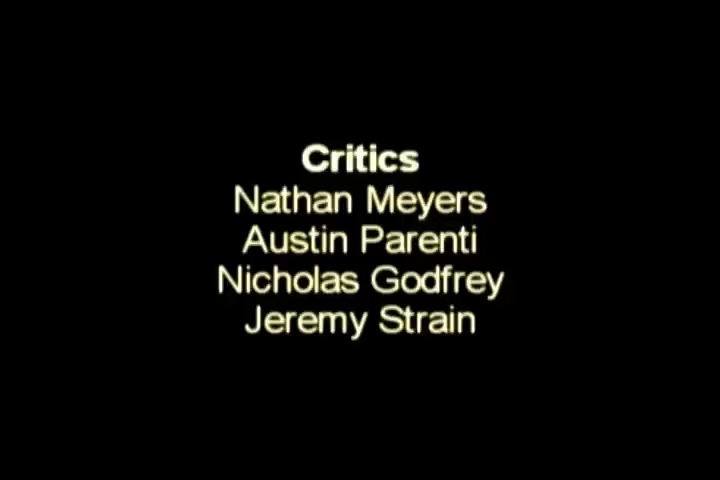 Critics
Nathan Meyers
Austin Parenti
Nicholas Godfrey
Jeremy Strain